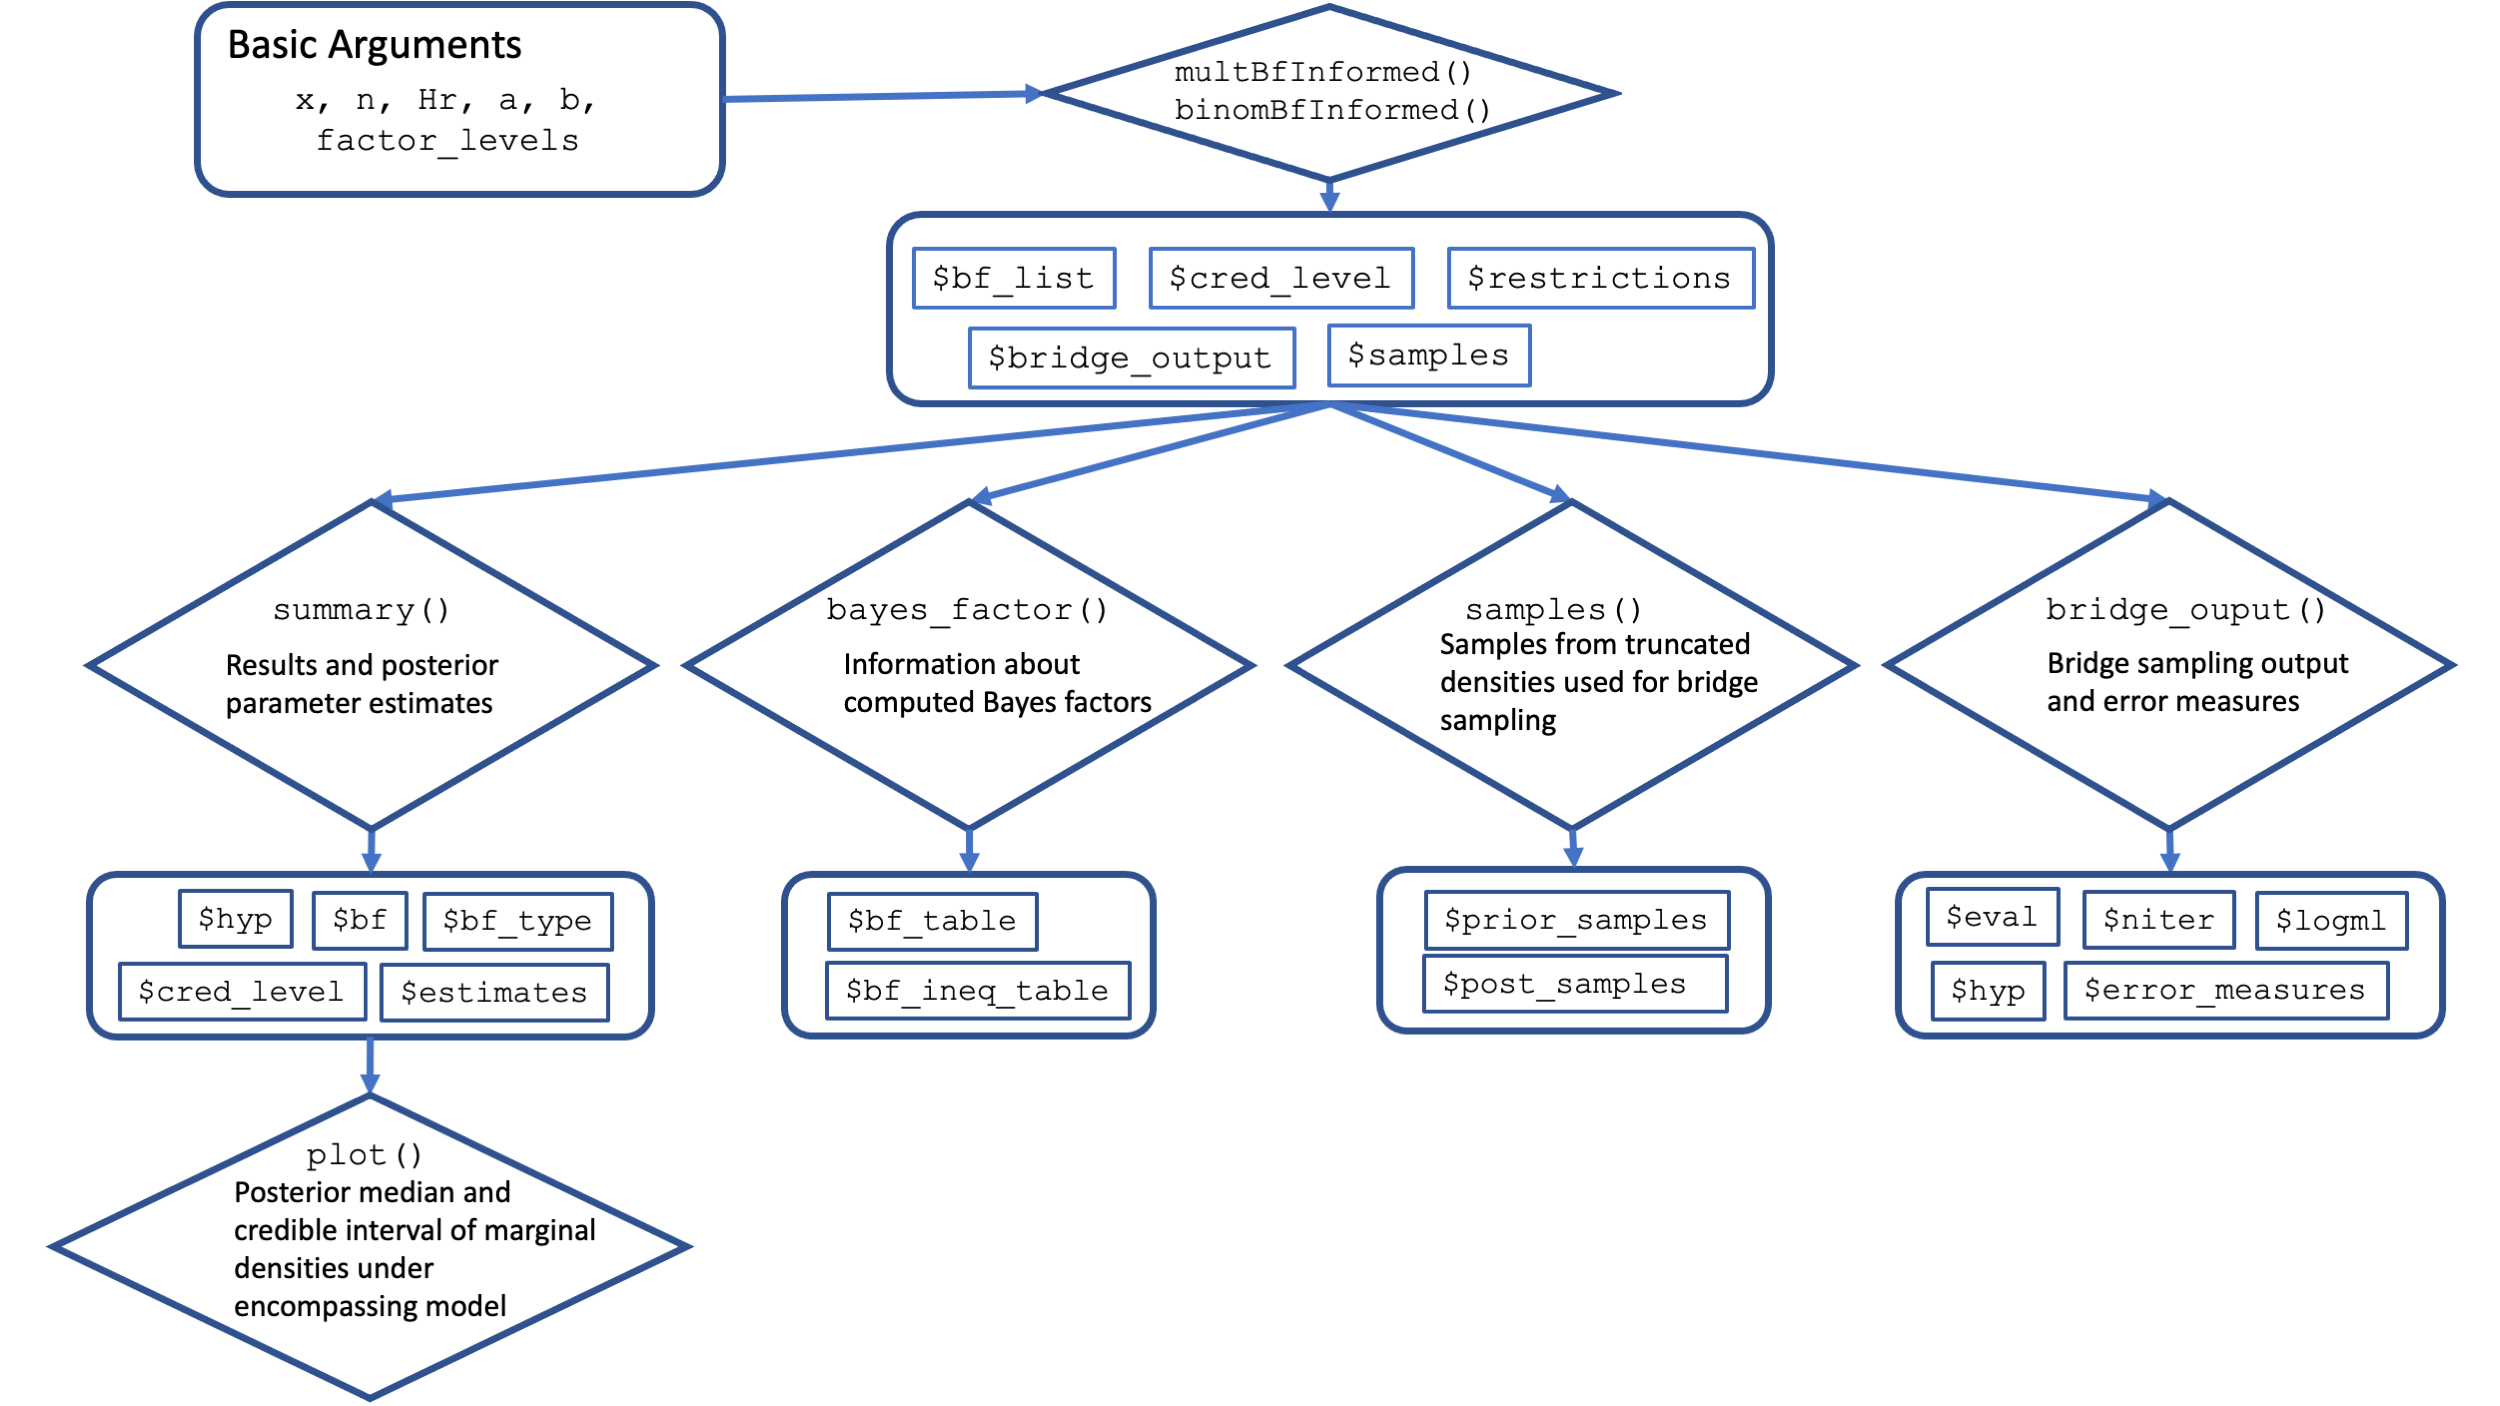 Basic Arguments
x, n, Hr, a, b,
factor_levels
multBfInformed()
binomBfInformed()
$bf_list
$cred_level
$restrictions
$bridge_output
$samples
summary()
Results and posterior
parameter estimates
bayes_factor()
Information about
computed Bayes factors
samples()
Samples from truncated
densities used for bridge
sampling
bridge_ouput()
Bridge sampling output
and error measures
$hyp
$bf
$bf_type
$cred_level
$estimates
$bf_table
$bf_ineq_table
$prior_samples
$post_samples
$eval
$niter
$logml
$hyp
$error_measures
plot()
Posterior median and
credible interval of marginal
densities under
encompassing model